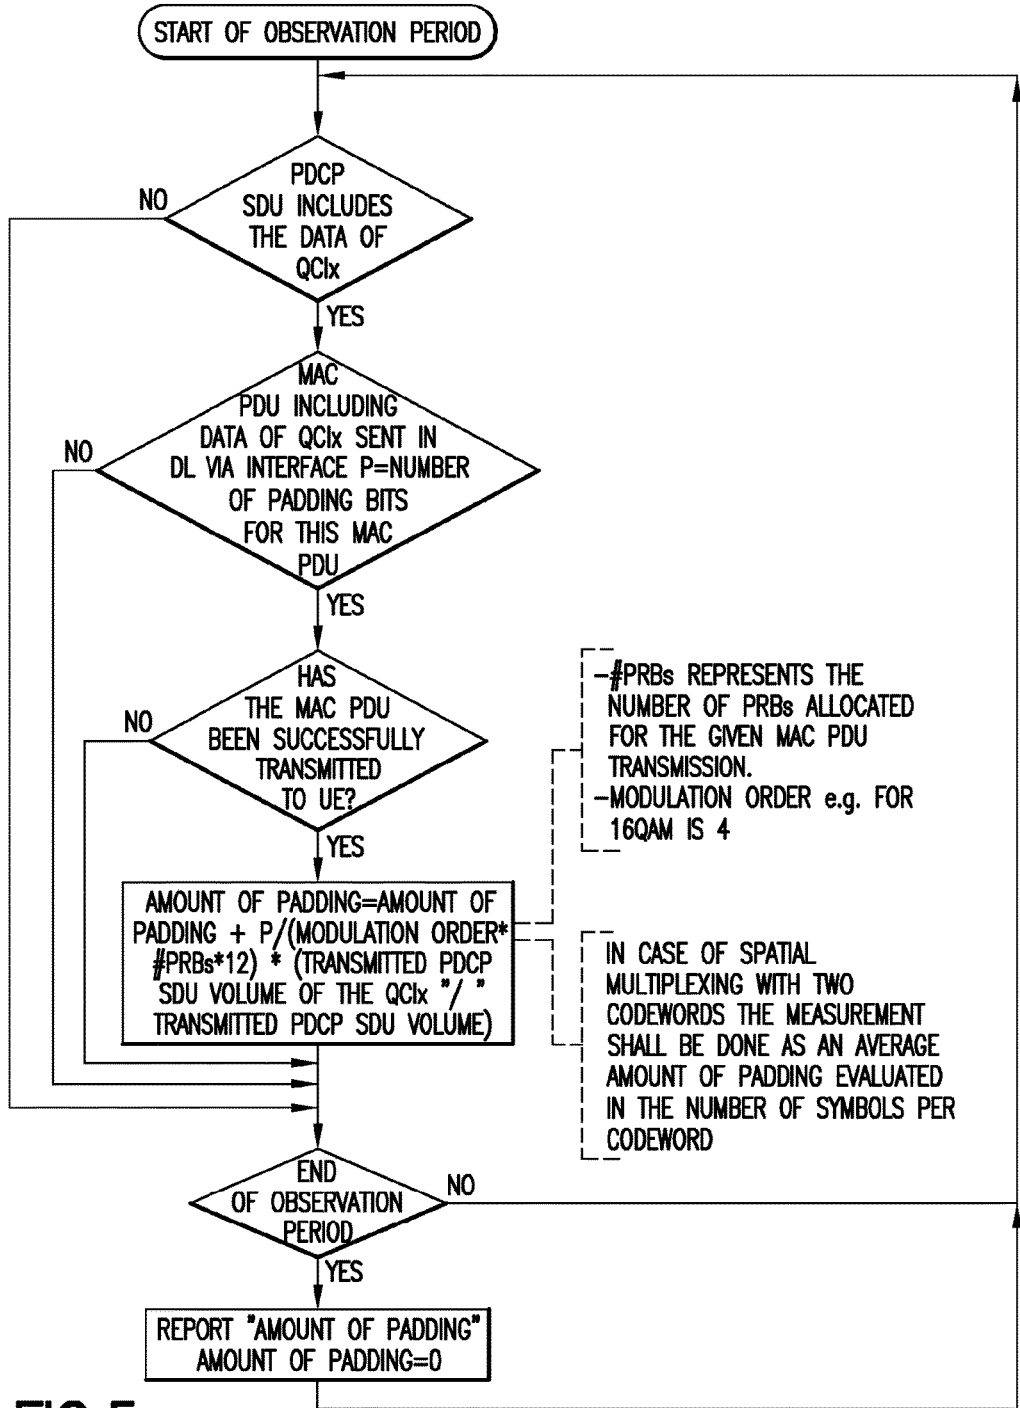 START OF OBSERVATION PERIOD
PDCP
SDU INCLUDES
THE DATA OF
QCIx
NO
YES
MAC
PDU INCLUDING
DATA OF QCIx SENT IN
DL VIA INTERFACE P=NUMBER
OF PADDING BITS
FOR THIS MAC
PDU
NO
YES
HAS
THE MAC PDU
BEEN SUCCESSFULLY
TRANSMITTED
TO UE?
NO
YES
-#PRBs REPRESENTS THE
NUMBER OF PRBs ALLOCATED
FOR THE GIVEN MAC PDU
TRANSMISSION.
-MODULATION ORDER e.g. FOR
16QAM IS 4
AMOUNT OF PADDING=AMOUNT OF
PADDING + P/(MODULATION ORDER*
#PRBs*12) * (TRANSMITTED PDCP
SDU VOLUME OF THE QCIx "/ "
TRANSMITTED PDCP SDU VOLUME)
IN CASE OF SPATIAL
MULTIPLEXING WITH TWO
CODEWORDS THE MEASUREMENT
SHALL BE DONE AS AN AVERAGE
AMOUNT OF PADDING EVALUATED
IN THE NUMBER OF SYMBOLS PER
CODEWORD
END
OF OBSERVATION
PERIOD
NO
YES
REPORT "AMOUNT OF PADDING"
AMOUNT OF PADDING=0